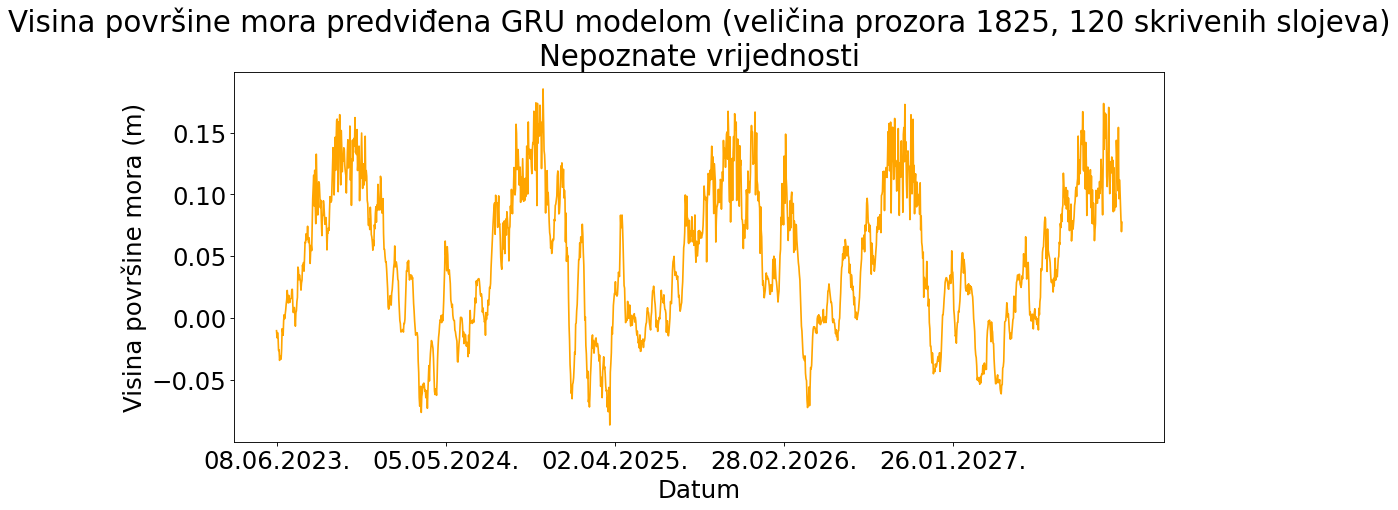 Visina površine mora predviđena GRU modelom (veličina prozora 1825, 120 skrivenih slojeva)
Nepoznate vrijednosti
Visina površine mora (m)
0.15
0.10
0.05
0.00
−0.05
08.06.2023. 05.05.2024. 02.04.2025. 28.02.2026. 26.01.2027.
Datum